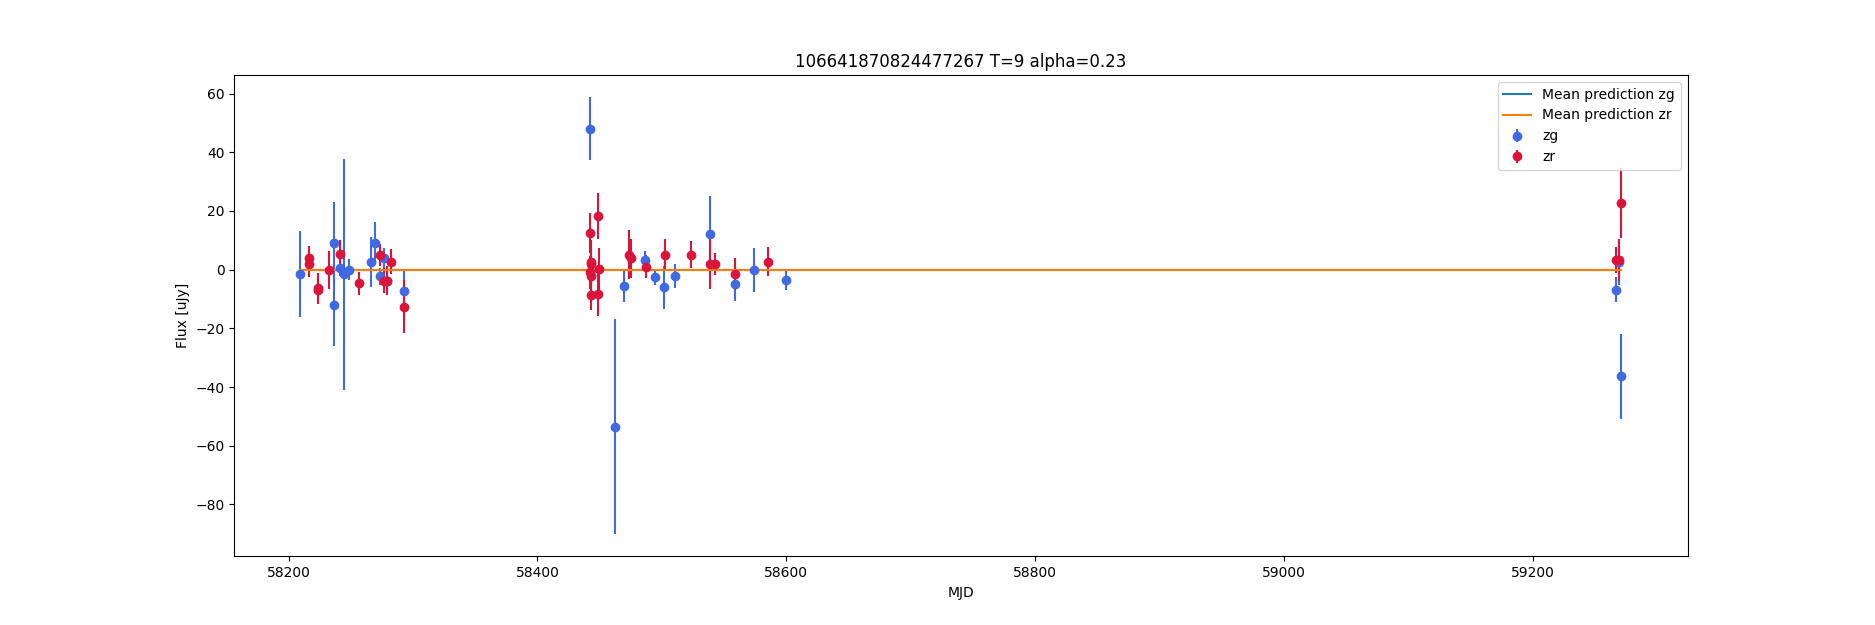 106641870824477267 T=9 alpha=0.23
Mean prediction zg
Mean prediction zr
zg
zr
60
40
20
0
−20
−40
−60
−80
Flux [uJy]
58200
58400
58600
58800
59000
59200
MJD